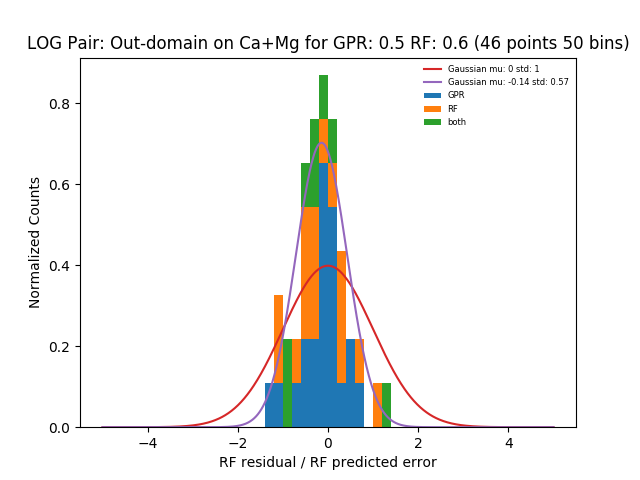 LOG Pair: Out-domain on Ca+Mg for GPR: 0.5 RF: 0.6 (46 points 50 bins)
Gaussian mu: 0 std: 1
Gaussian mu: -0.14 std: 0.57
GPR
RF
both
Normalized Counts
0.8
0.6
0.4
0.2
0.0
−4
−2
0
2
4
RF residual / RF predicted error